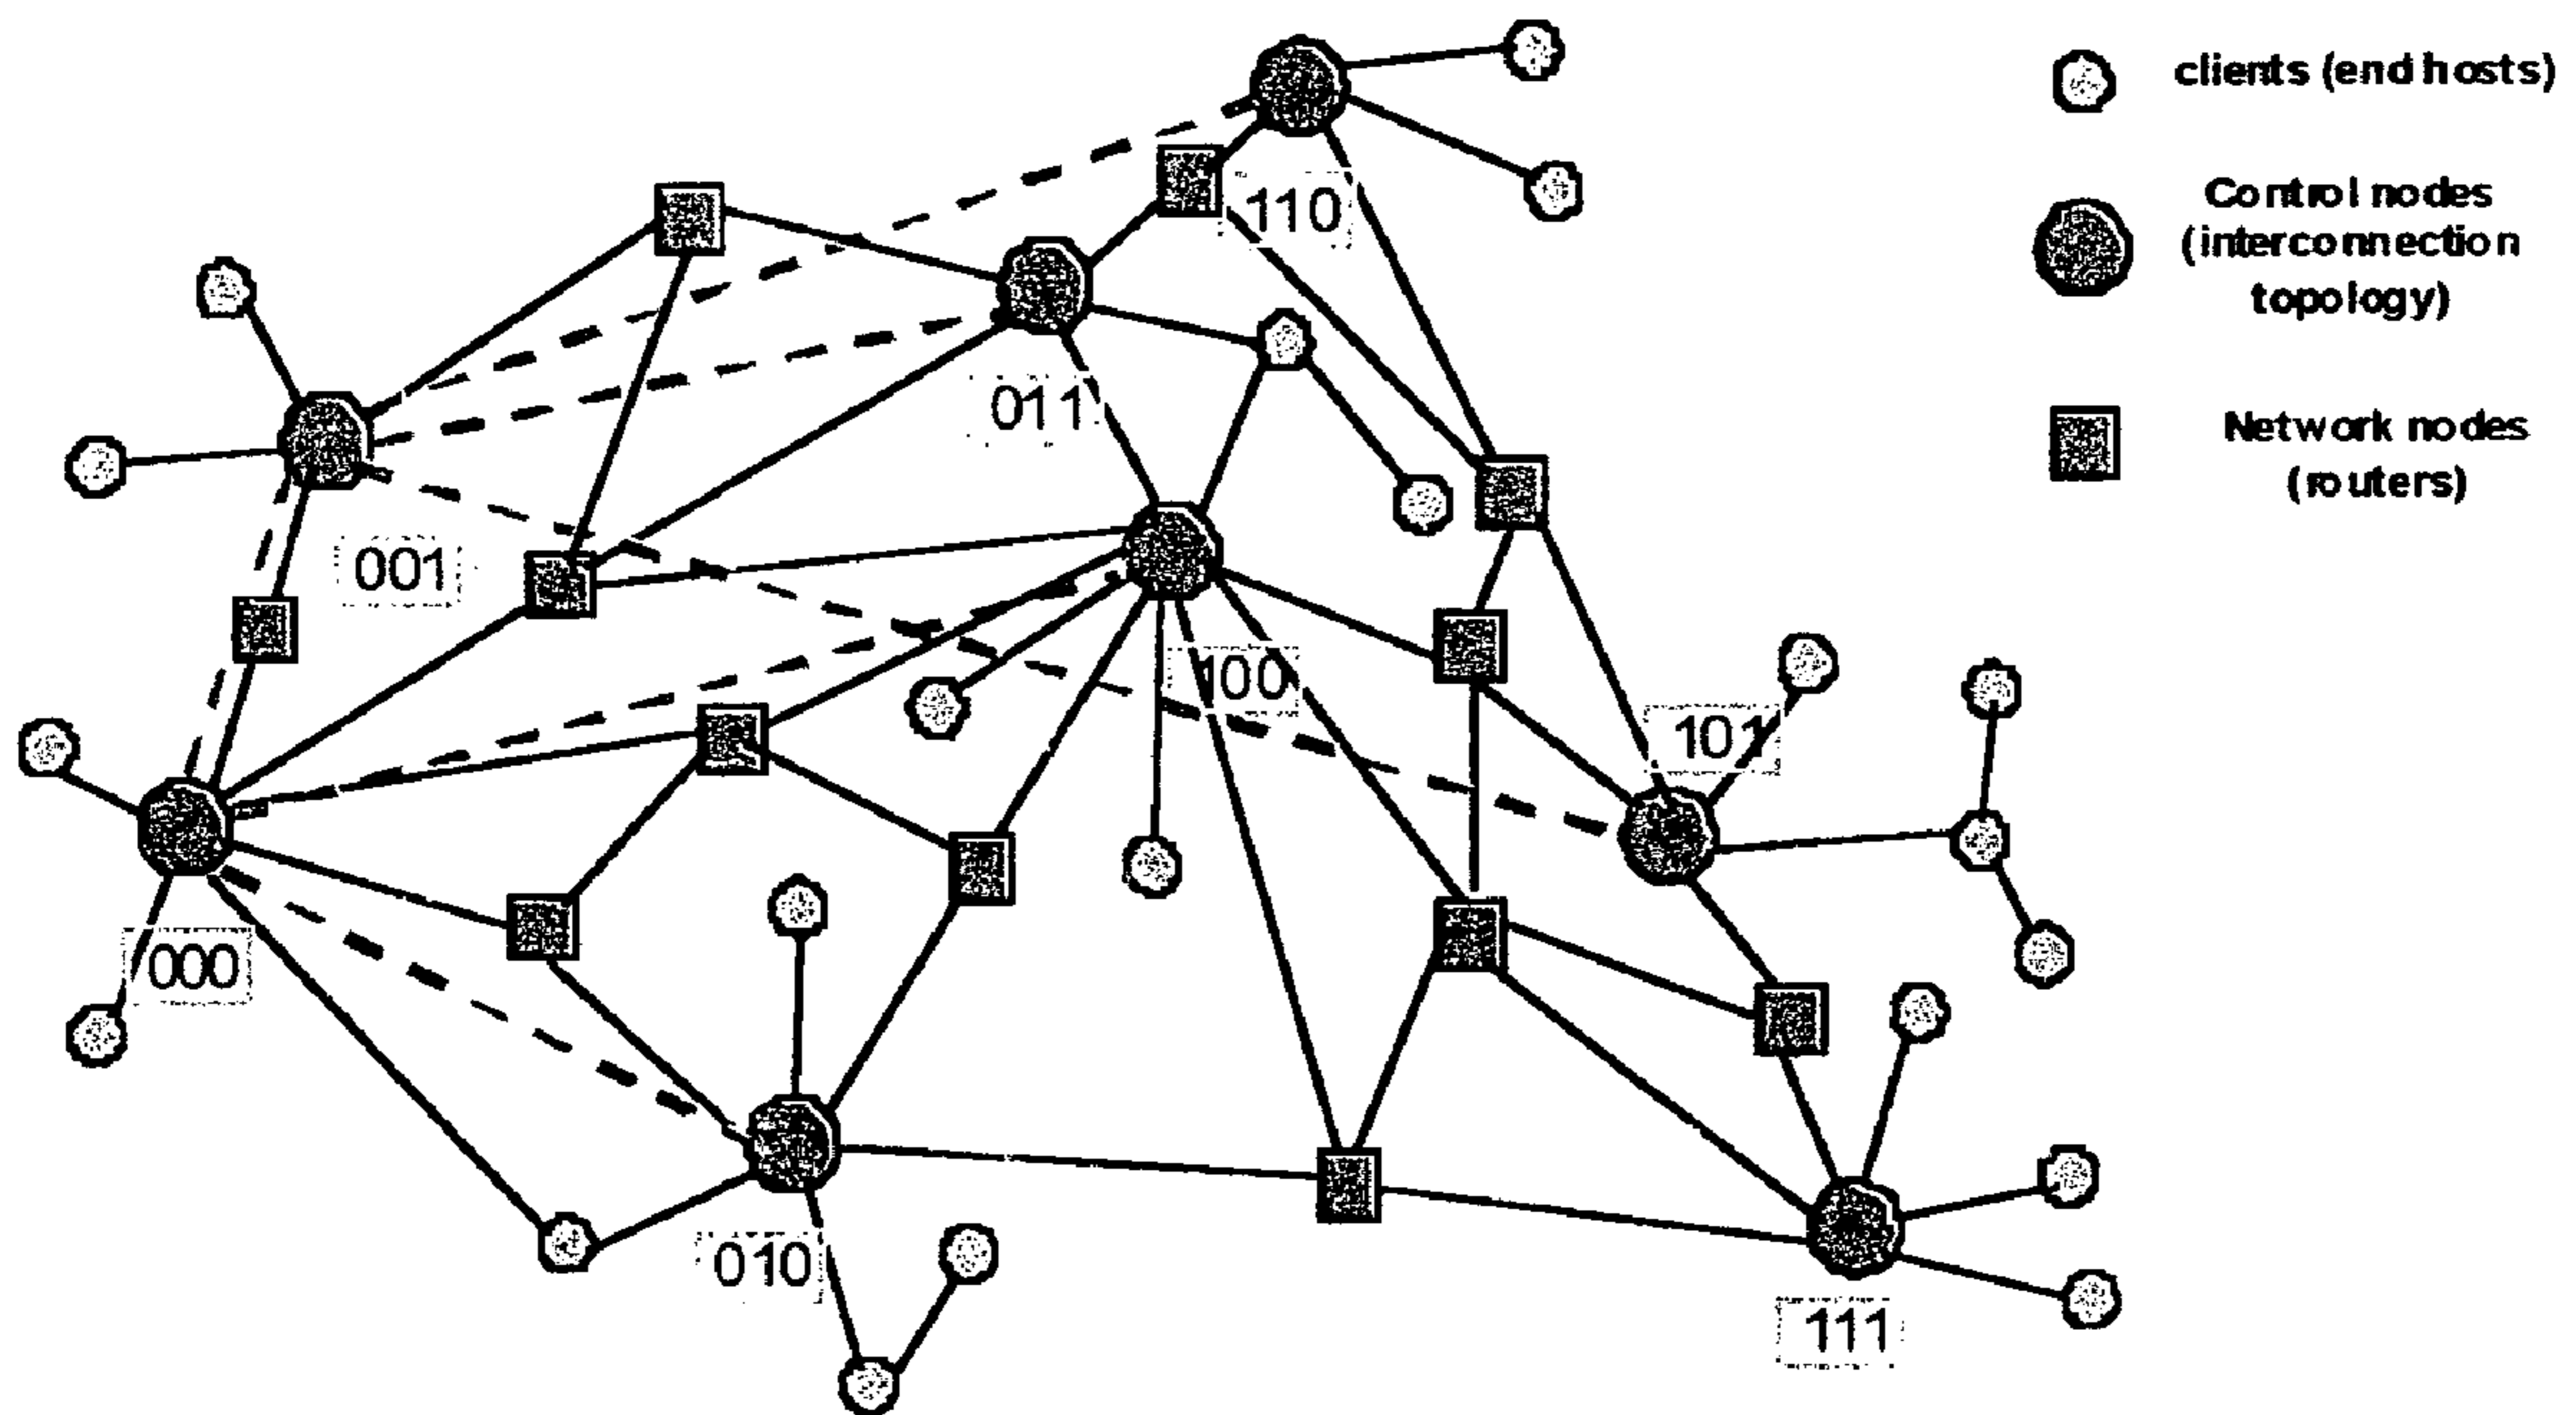 clients (end hosts)
Control nodes
(interconnection
topology)
Network nodes
(routers)
110
011
001
100
101
000
010
111